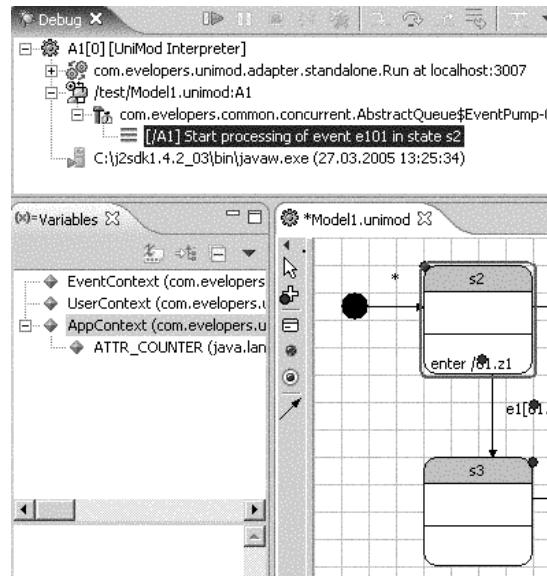 Debug
A1[0] [UniMod Interpreter]
com.evelopers.unimod.adapter.standalone.Run at localhost:3007
/test/Model1.unimod:A1
com.evelopers.common.concurrent.AbstractQueue$EventPump-(
[/A1] Start processing of event e101 in state s2
C:\j2sdk1.4.2_03\bin\javaw.exe (27.03.2005 13:25:34)
(x)= Variables
*Model1.unimod
EventContext (com.evelopers
UserContext (com.evelopers.u
AppContext (com.evelopers.u
ATTR_COUNTER (java.lan
*
s2
enter /o1.z1
e1[o1.
s3